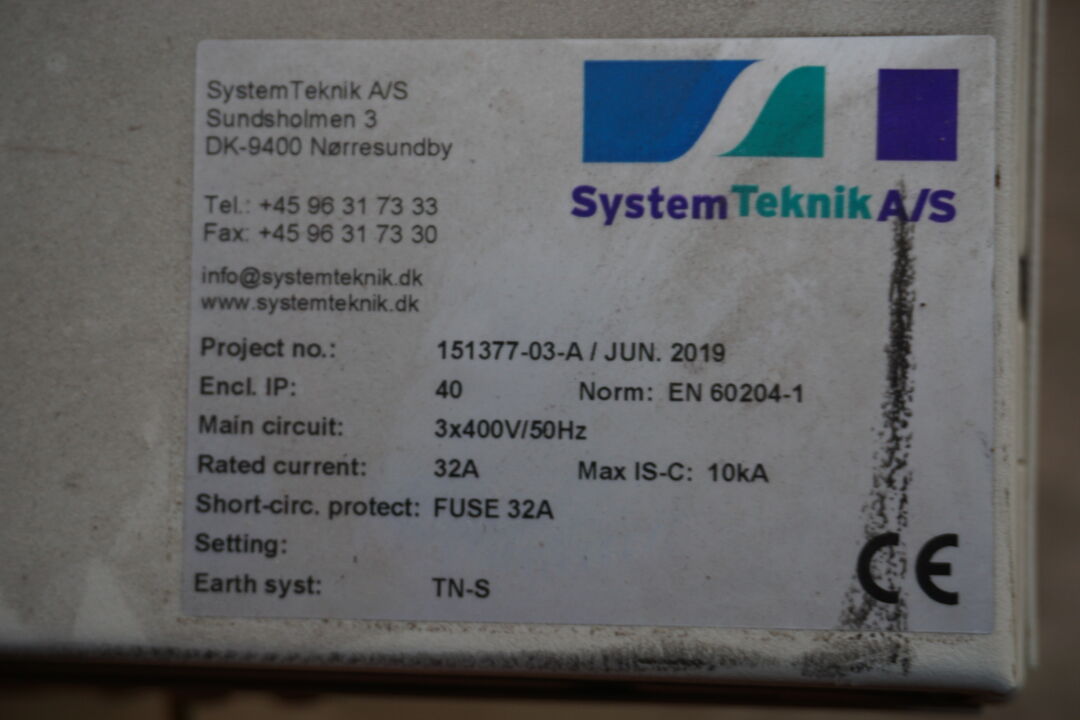 SystemTeknik A/S
Sundsholmen 3
DK-9400 Nørresundby
Tel.: +45 96 31 73 33
Fax: +45 96 31 73 30
info@systemteknik.dk
www.systemteknik.dk
SystemTeknik A/S
Project no.: 151377-03-A / JUN. 2019
Encl. IP: 40 Norm: EN 60204-1
Main circuit: 3x400V/50Hz
Rated current: 32A Max IS-C: 10kA
Short-circ. protect: FUSE 32A
Setting:
Earth syst: TN-S
CE